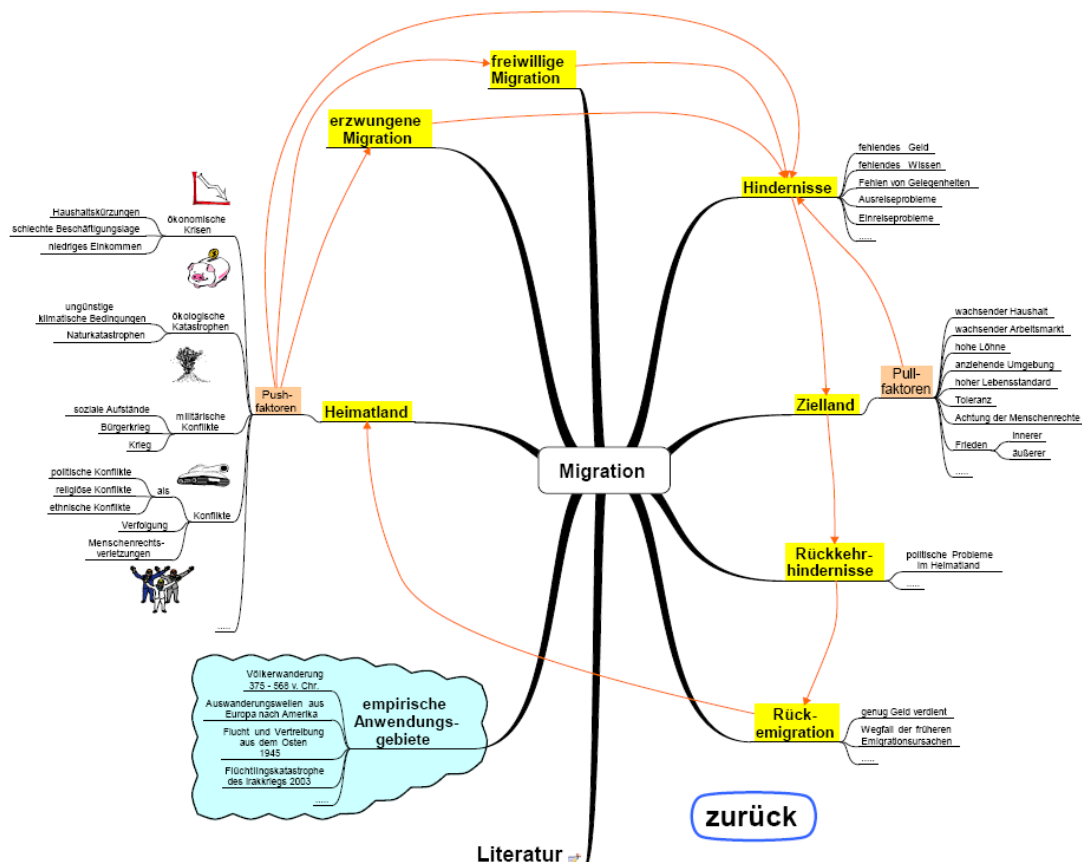 freiwillige
Migration
erzwungene
Migration
Hindernisse
fehlendes Geld
fehlendes Wissen
Fehlen von Gelegenheiten
Ausreiseprobleme
Einreiseprobleme
.....
ökonomische
Krisen
Haushaltskürzungen
schlechte Beschäftigungslage
niedriges Einkommen
ökologische
Katastrophen
ungünstige
klimatische Bedingungen
Naturkatastrophen
Push-
faktoren
Heimatland
militärische
Konflikte
soziale Aufstände
Bürgerkrieg
Krieg
Konflikte
als
politische Konflikte
religiöse Konflikte
ethnische Konflikte
Verfolgung
Menschenrechts-
verletzungen
.....
Migration
Zielland
Pull-
faktoren
wachsender Haushalt
wachsender Arbeitsmarkt
hohe Löhne
anziehende Umgebung
hoher Lebensstandard
Toleranz
Achtung der Menschenrechte
Frieden
innerer
äußerer
.....
Rückkehr-
hindernisse
politische Probleme
im Heimatland
.....
Rück-
emigration
genug Geld verdient
Wegfall der früheren
Emigrationsursachen
.....
empirische
Anwendungs-
gebiete
Völkerwanderung
375 - 568 v. Chr.
Auswanderungswellen aus
Europa nach Amerika
Flucht und Vertreibung
aus dem Osten
1945
Flüchtlingskatastrophe
des Irakkriegs 2003
.....
zurück
Literatur